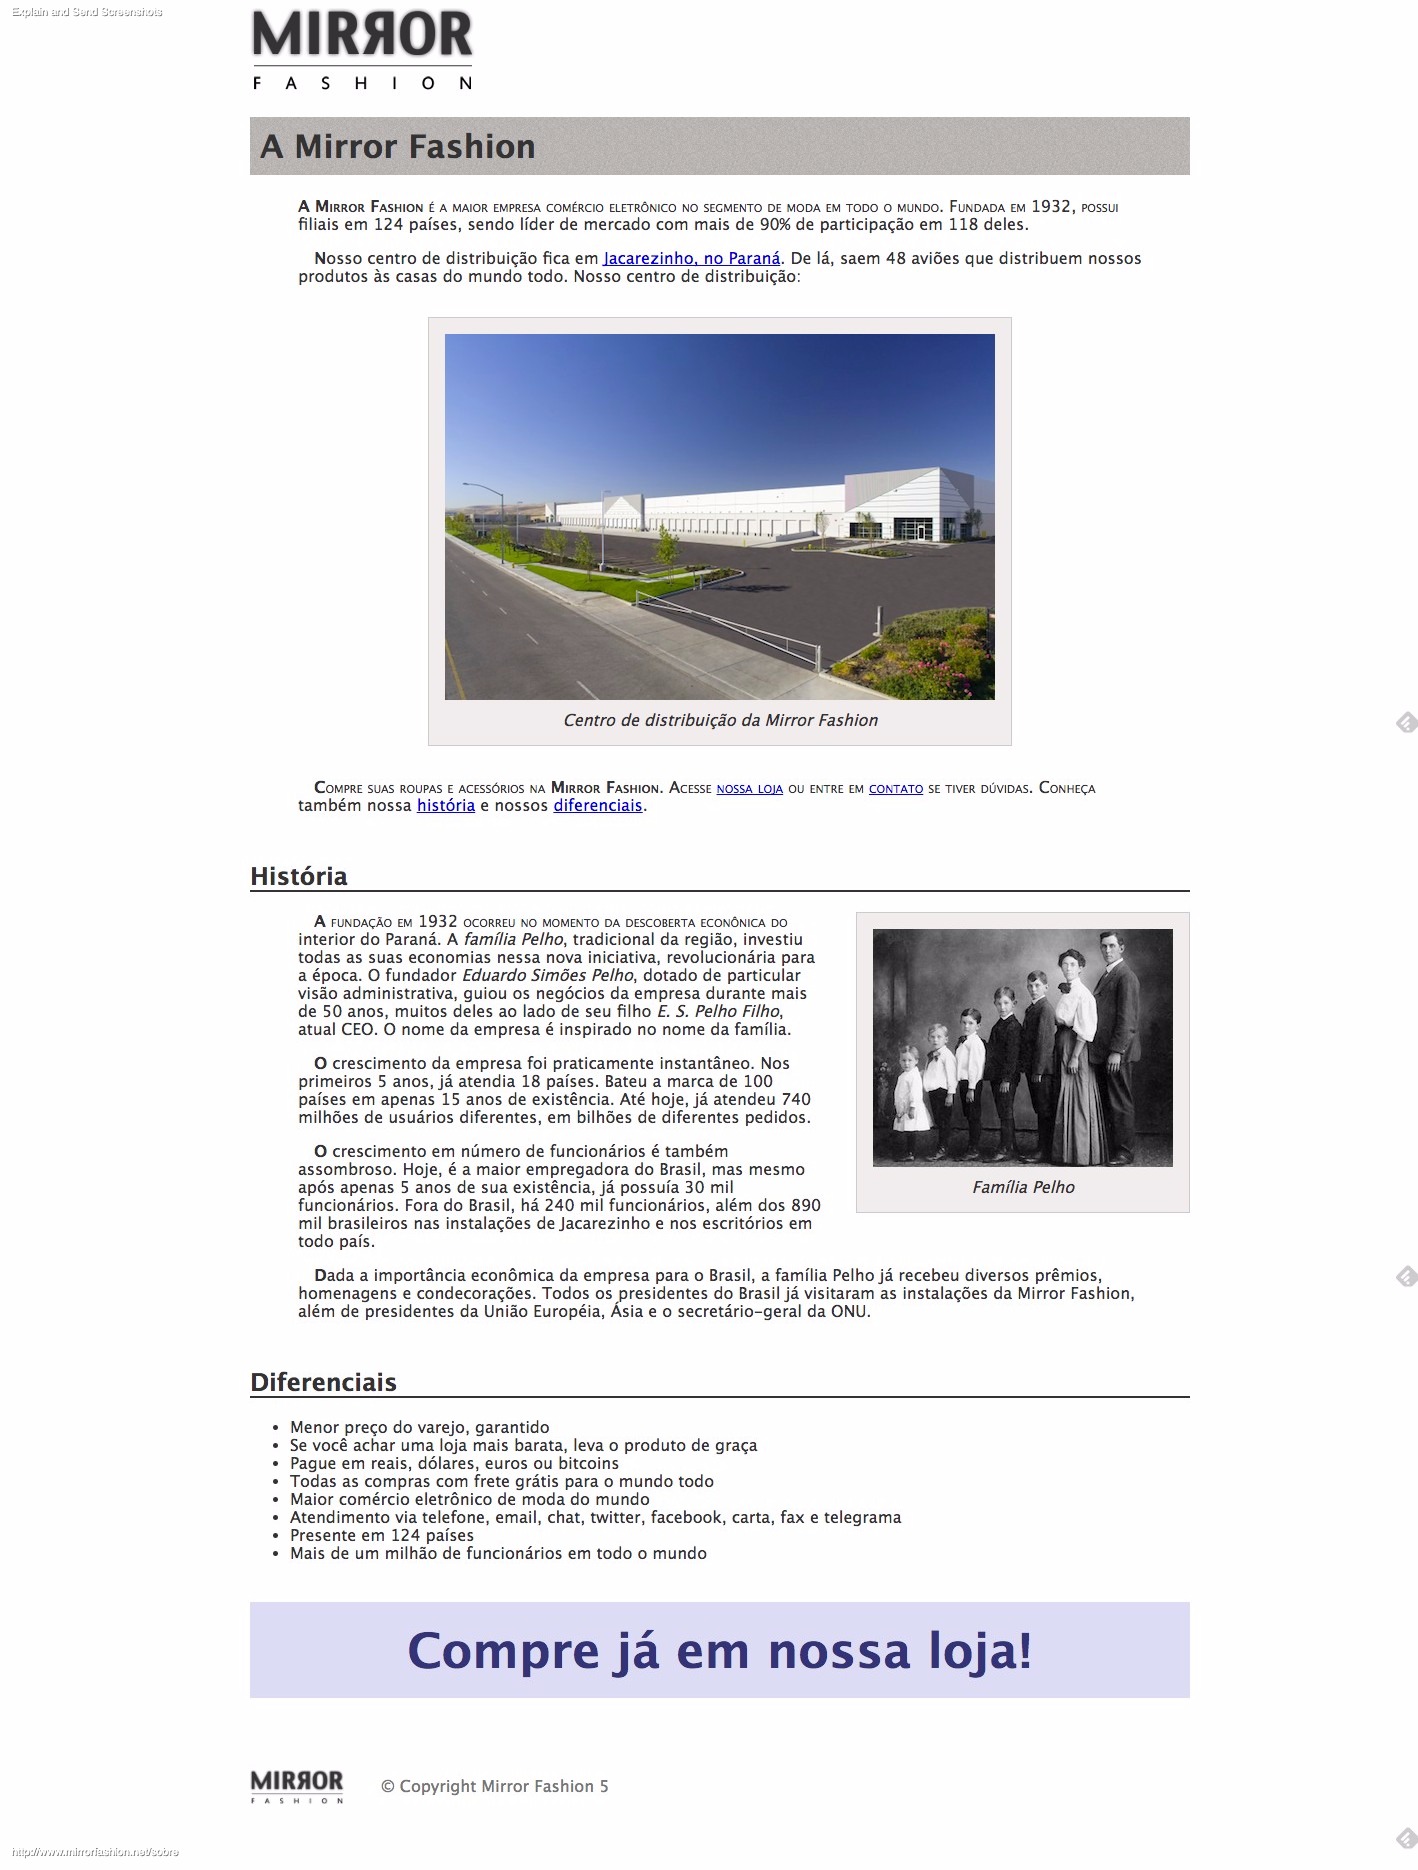 Explain and Send Screenshots
MIRROR
FASHION
A Mirror Fashion
A Mirror Fashion é a maior empresa comércio eletrônico no segmento de moda em todo o mundo. Fundada em 1932, possui
filiais em 124 países, sendo líder de mercado com mais de 90% de participação em 118 deles.
Nosso centro de distribuição fica em Jacarezinho, no Paraná. De lá, saem 48 aviões que distribuem nossos
produtos às casas do mundo todo. Nosso centro de distribuição:
Centro de distribuição da Mirror Fashion
Compre suas roupas e acessórios na Mirror Fashion. Acesse nossa loja ou entre em contato se tiver dúvidas. Conheça
também nossa história e nossos diferenciais.
História
A fundação em 1932 ocorreu no momento da descoberta econônica do
interior do Paraná. A família Pelho, tradicional da região, investiu
todas as suas economias nessa nova iniciativa, revolucionária para
a época. O fundador Eduardo Simões Pelho, dotado de particular
visão administrativa, guiou os negócios da empresa durante mais
de 50 anos, muitos deles ao lado de seu filho E. S. Pelho Filho,
atual CEO. O nome da empresa é inspirado no nome da família.
O crescimento da empresa foi praticamente instantâneo. Nos
primeiros 5 anos, já atendia 18 países. Bateu a marca de 100
países em apenas 15 anos de existência. Até hoje, já atendeu 740
milhões de usuários diferentes, em bilhões de diferentes pedidos.
O crescimento em número de funcionários é também
assombroso. Hoje, é a maior empregadora do Brasil, mas mesmo
após apenas 5 anos de sua existência, já possuía 30 mil
funcionários. Fora do Brasil, há 240 mil funcionários, além dos 890
mil brasileiros nas instalações de Jacarezinho e nos escritórios em
todo país.
Família Pelho
Dada a importância econômica da empresa para o Brasil, a família Pelho já recebeu diversos prêmios,
homenagens e condecorações. Todos os presidentes do Brasil já visitaram as instalações da Mirror Fashion,
além de presidentes da União Européia, Ásia e o secretário-geral da ONU.
Diferenciais
• Menor preço do varejo, garantido
• Se você achar uma loja mais barata, leva o produto de graça
• Pague em reais, dólares, euros ou bitcoins
• Todas as compras com frete grátis para o mundo todo
• Maior comércio eletrônico de moda do mundo
• Atendimento via telefone, email, chat, twitter, facebook, carta, fax e telegrama
• Presente em 124 países
• Mais de um milhão de funcionários em todo o mundo
Compre já em nossa loja!
MIRROR
FASHION
© Copyright Mirror Fashion 5
http://www.mirrorfashion.net/sobre